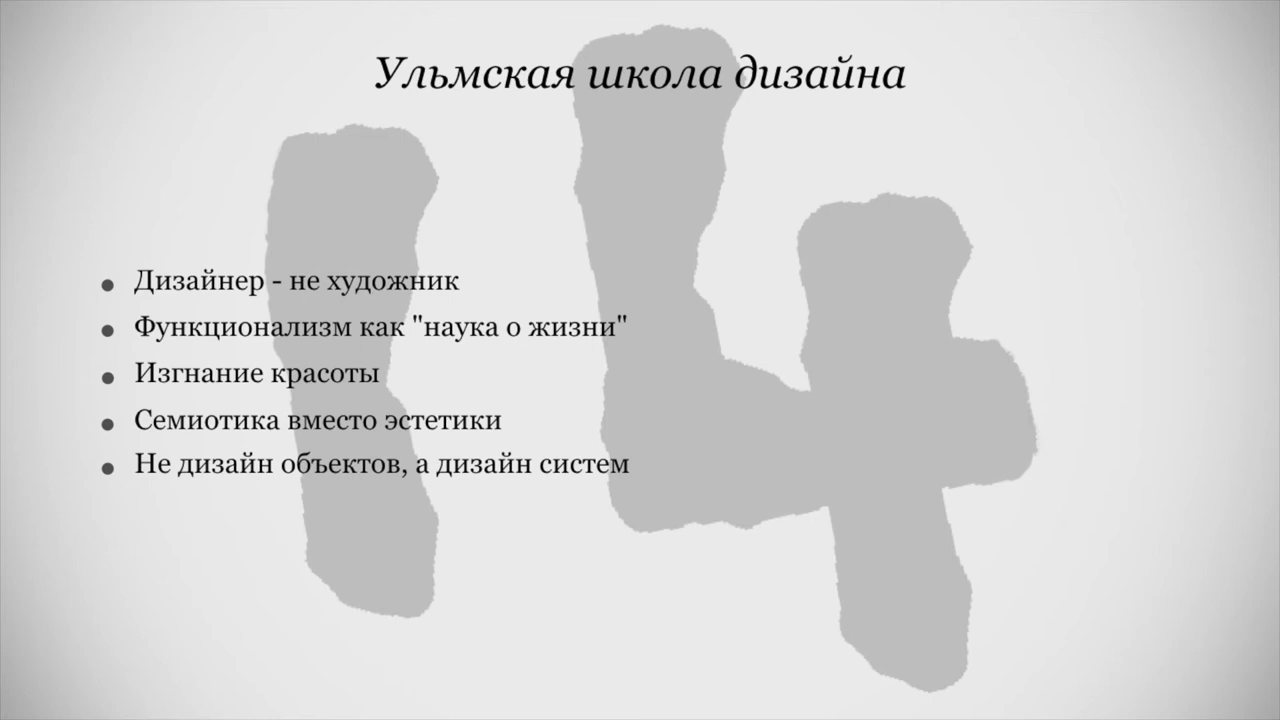 Ульмская школа дизайна
14
• Дизайнер - не художник
• Функционализм как "наука о жизни"
• Изгнание красоты
• Семиотика вместо эстетики
• Не дизайн объектов, а дизайн систем